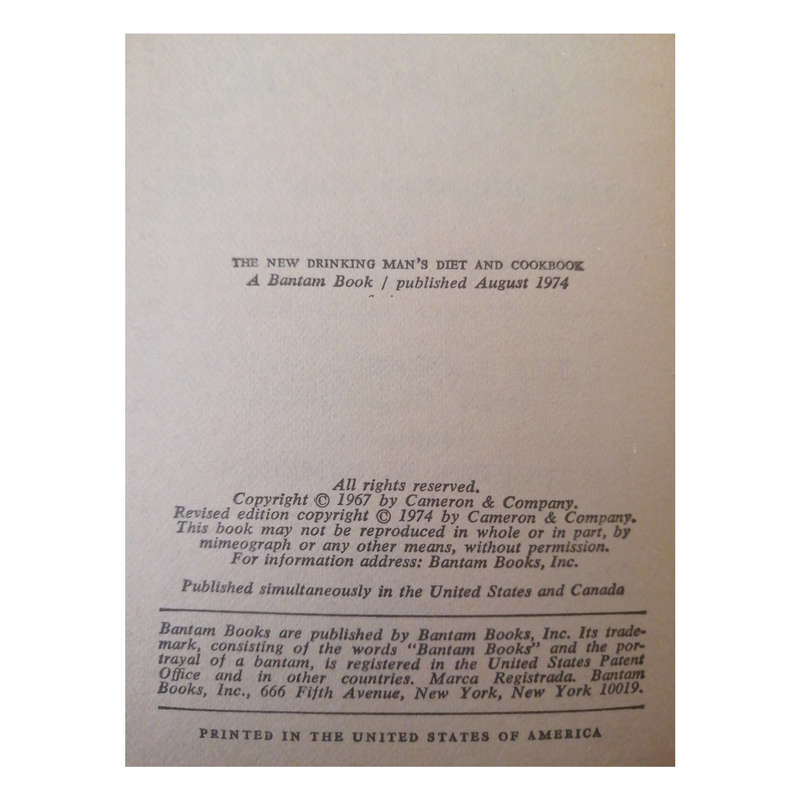 THE NEW DRINKING MAN'S DIET AND COOKBOOK
A Bantam Book / published August 1974
All rights reserved.
Copyright © 1967 by Cameron & Company.
Revised edition copyright © 1974 by Cameron & Company.
This book may not be reproduced in whole or in part, by
mimeograph or any other means, without permission.
For information address: Bantam Books, Inc.
Published simultaneously in the United States and Canada
Bantam Books are published by Bantam Books, Inc. Its trade-
mark, consisting of the words "Bantam Books" and the por-
trayal of a bantam, is registered in the United States Patent
Office and in other countries. Marca Registrada. Bantam
Books, Inc., 666 Fifth Avenue, New York, New York 10019.
PRINTED IN THE UNITED STATES OF AMERICA